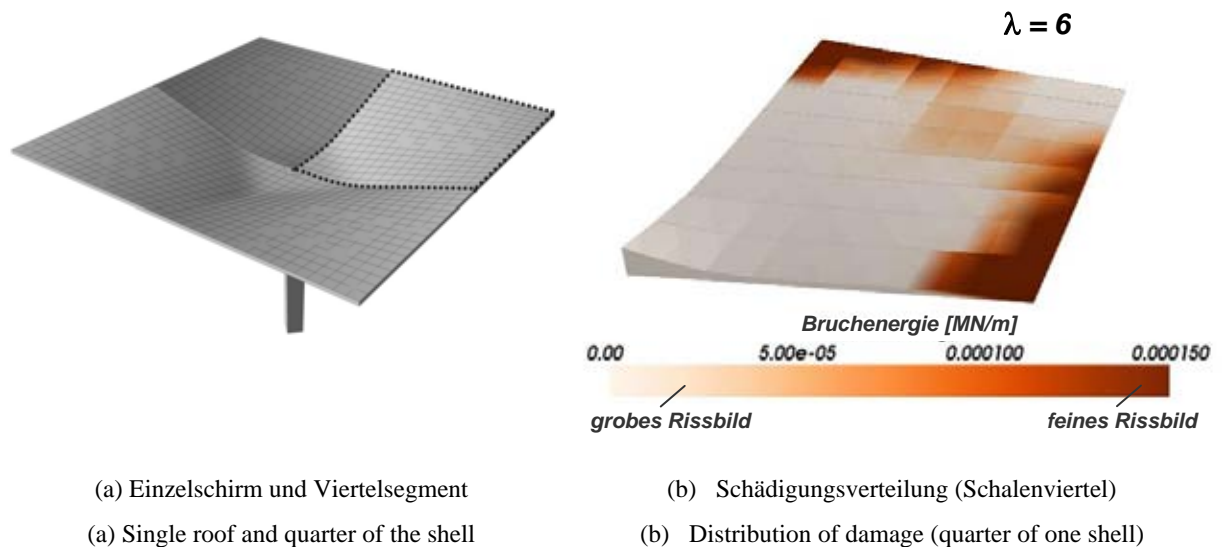 λ = 6
Bruchenergie [MN/m]
0.00 5.00e-05 0.000100 0.000150
grobes Rissbild feines Rissbild
(a) Einzelschirm und Viertelsegment
(b) Schädigungsverteilung (Schalenviertel)
(a) Single roof and quarter of the shell
(b) Distribution of damage (quarter of one shell)